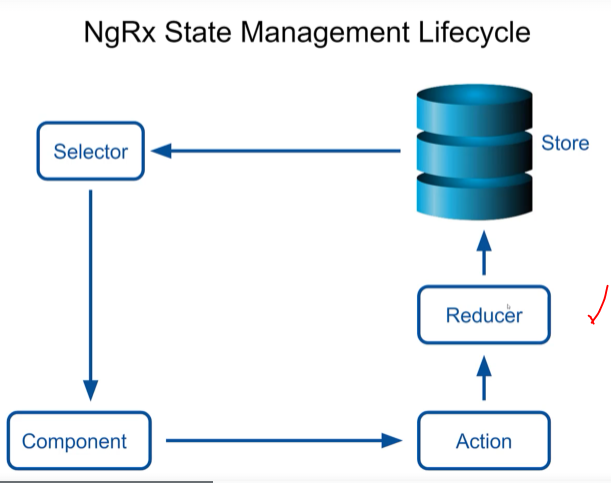 NgRx State Management Lifecycle
Selector
Store
Reducer
Component
Action